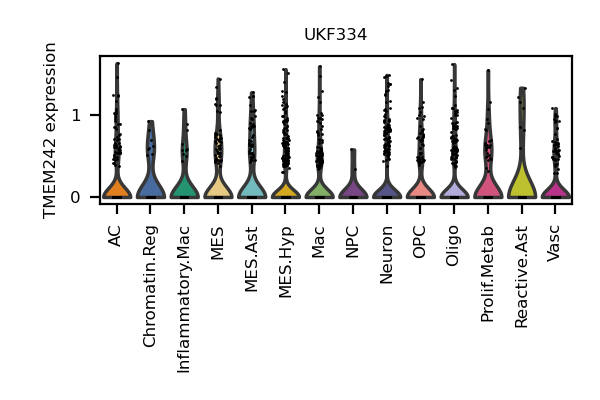 UKF334
TMEM242 expression
1
0
AC
Chromatin.Reg
Inflammatory.Mac
MES
MES.Ast
MES.Hyp
Mac
NPC
Neuron
OPC
Oligo
Prolif.Metab
Reactive.Ast
Vasc